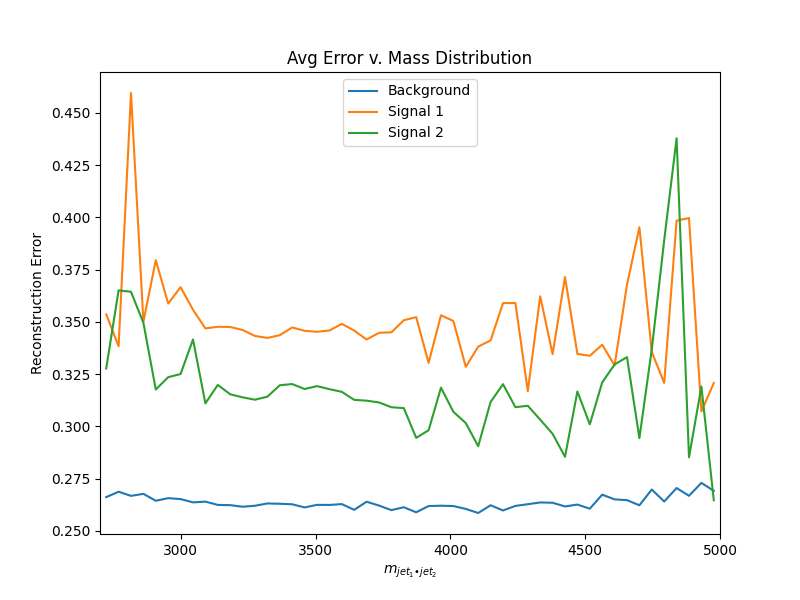 Avg Error v. Mass Distribution
Background
Signal 1
Signal 2
Reconstruction Error
0.450
0.425
0.400
0.375
0.350
0.325
0.300
0.275
0.250
3000
3500
4000
4500
5000
m_{jet_1 • jet_2}